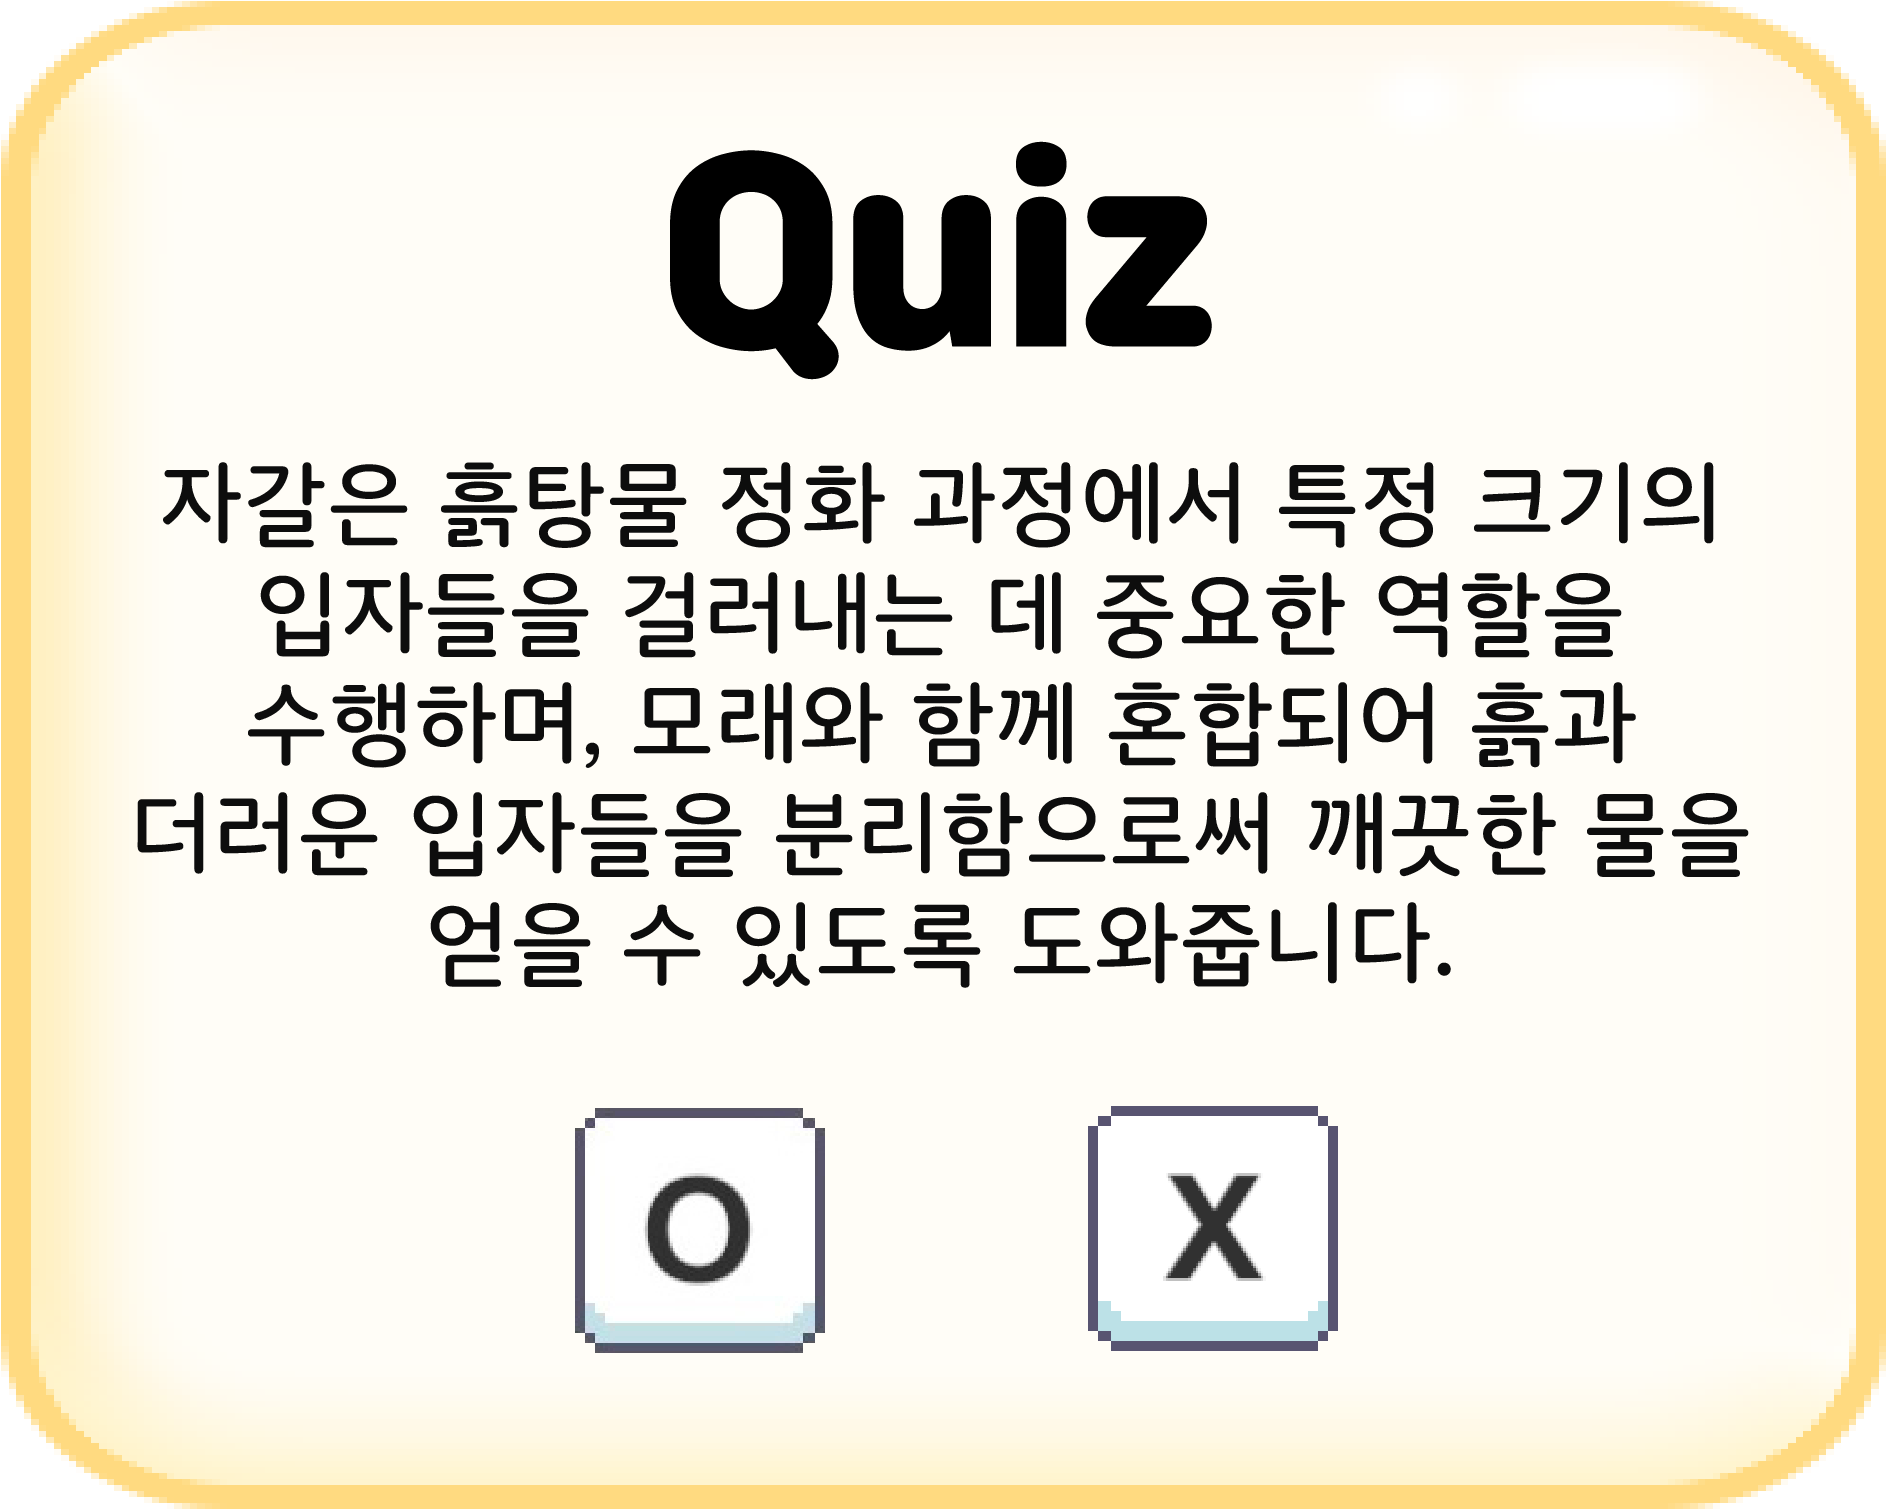 Quiz
자갈은 흙탕물 정화 과정에서 특정 크기의
입자들을 걸러내는 데 중요한 역할을
수행하며, 모래와 함께 혼합되어 흙과
더러운 입자들을 분리함으로써 깨끗한 물을
얻을 수 있도록 도와줍니다.
O X